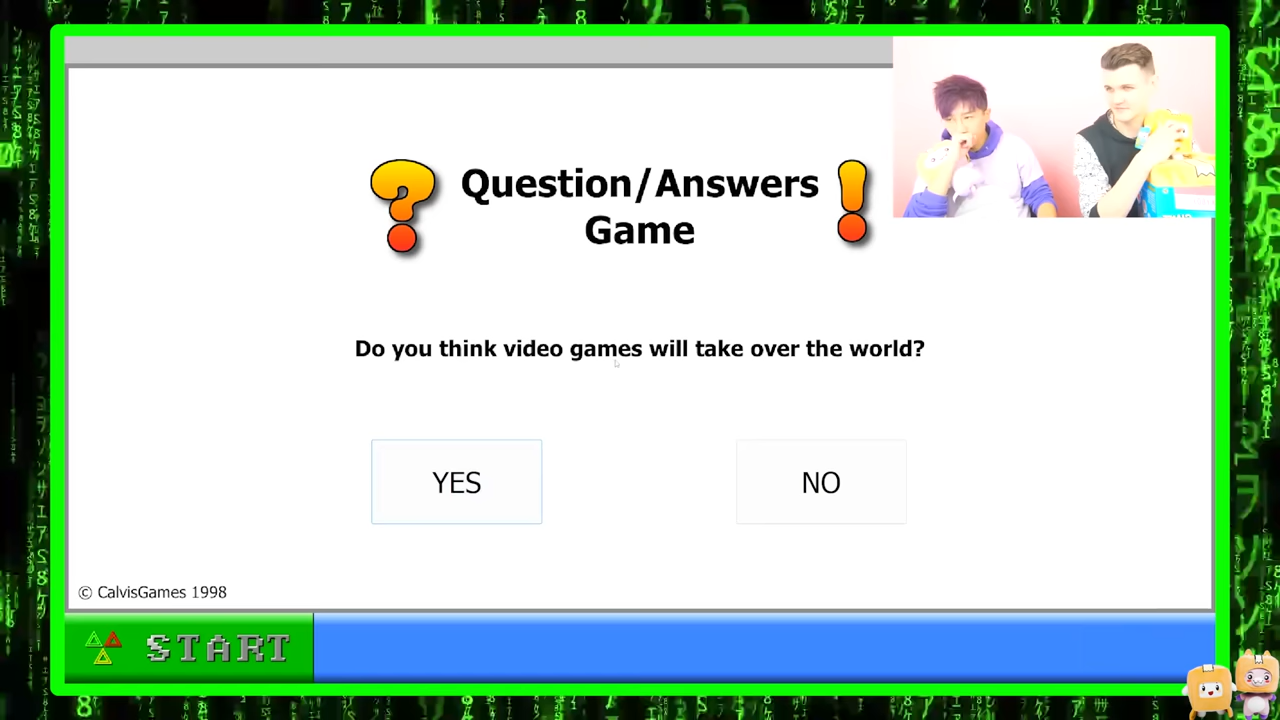 Question/Answers
Game
Do you think video games will take over the world?
YES
NO
© CalvisGames 1998
START